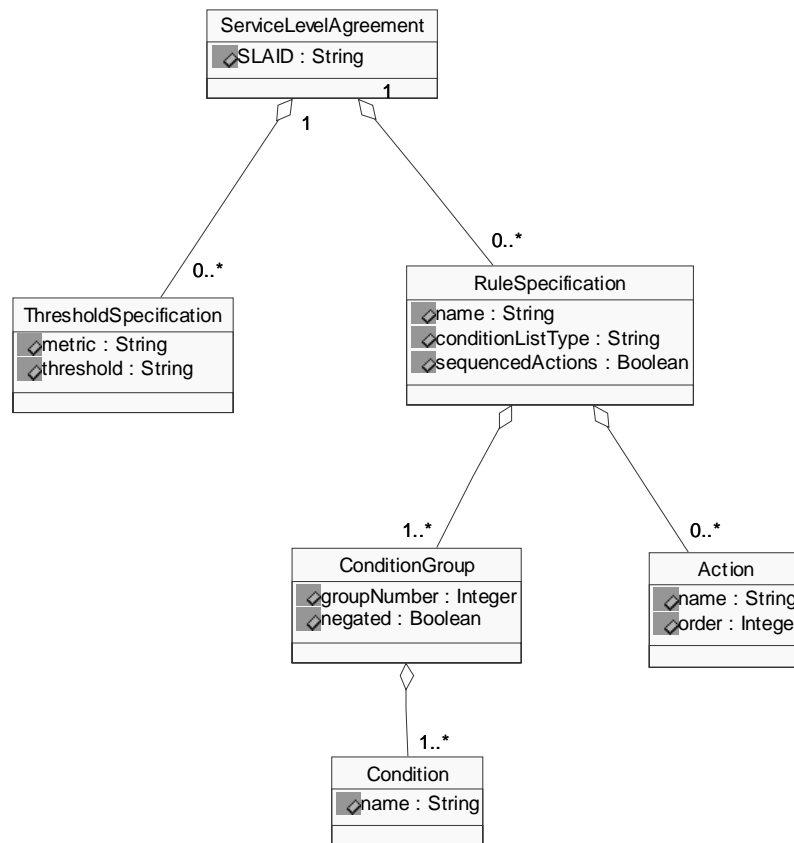 ServiceLevelAgreement
SLAID : String
1
1
0..*
0..*
ThresholdSpecification
metric : String
threshold : String
RuleSpecification
name : String
conditionListType : String
sequencedActions : Boolean
1..*
0..*
ConditionGroup
groupNumber : Integer
negated : Boolean
Action
name : String
order : Intege
1..*
Condition
name : String